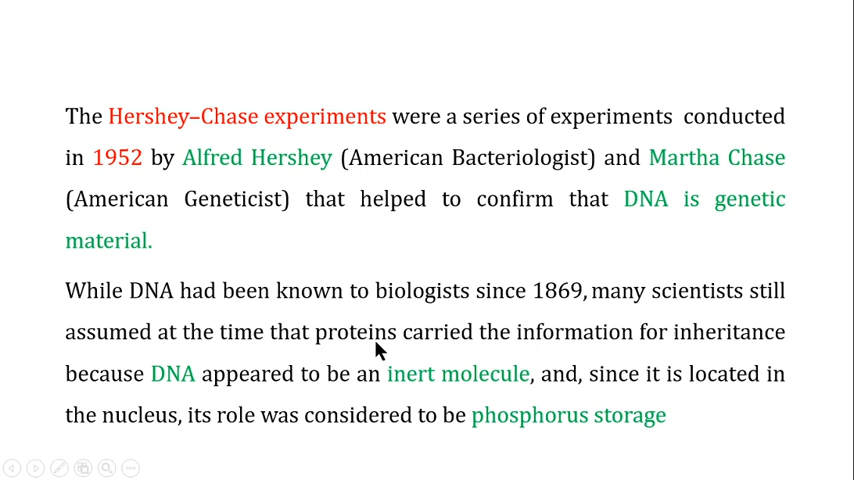 The Hershey–Chase experiments were a series of experiments conducted
in 1952 by Alfred Hershey (American Bacteriologist) and Martha Chase
(American Geneticist) that helped to confirm that DNA is genetic
material.
While DNA had been known to biologists since 1869, many scientists still
assumed at the time that proteins carried the information for inheritance
because DNA appeared to be an inert molecule, and, since it is located in
the nucleus, its role was considered to be phosphorus storage